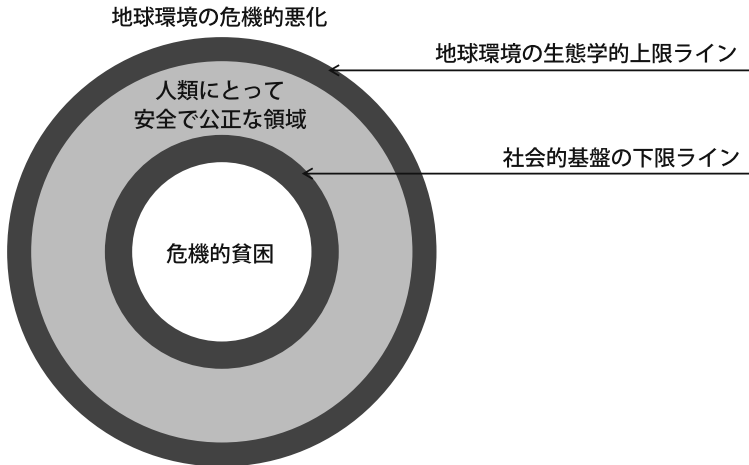 地球環境の危機的悪化
地球環境の生態学的上限ライン
人類にとって
安全で公正な領域
社会的基盤の下限ライン
危機的貧困